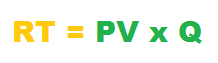 RT = PV x Q